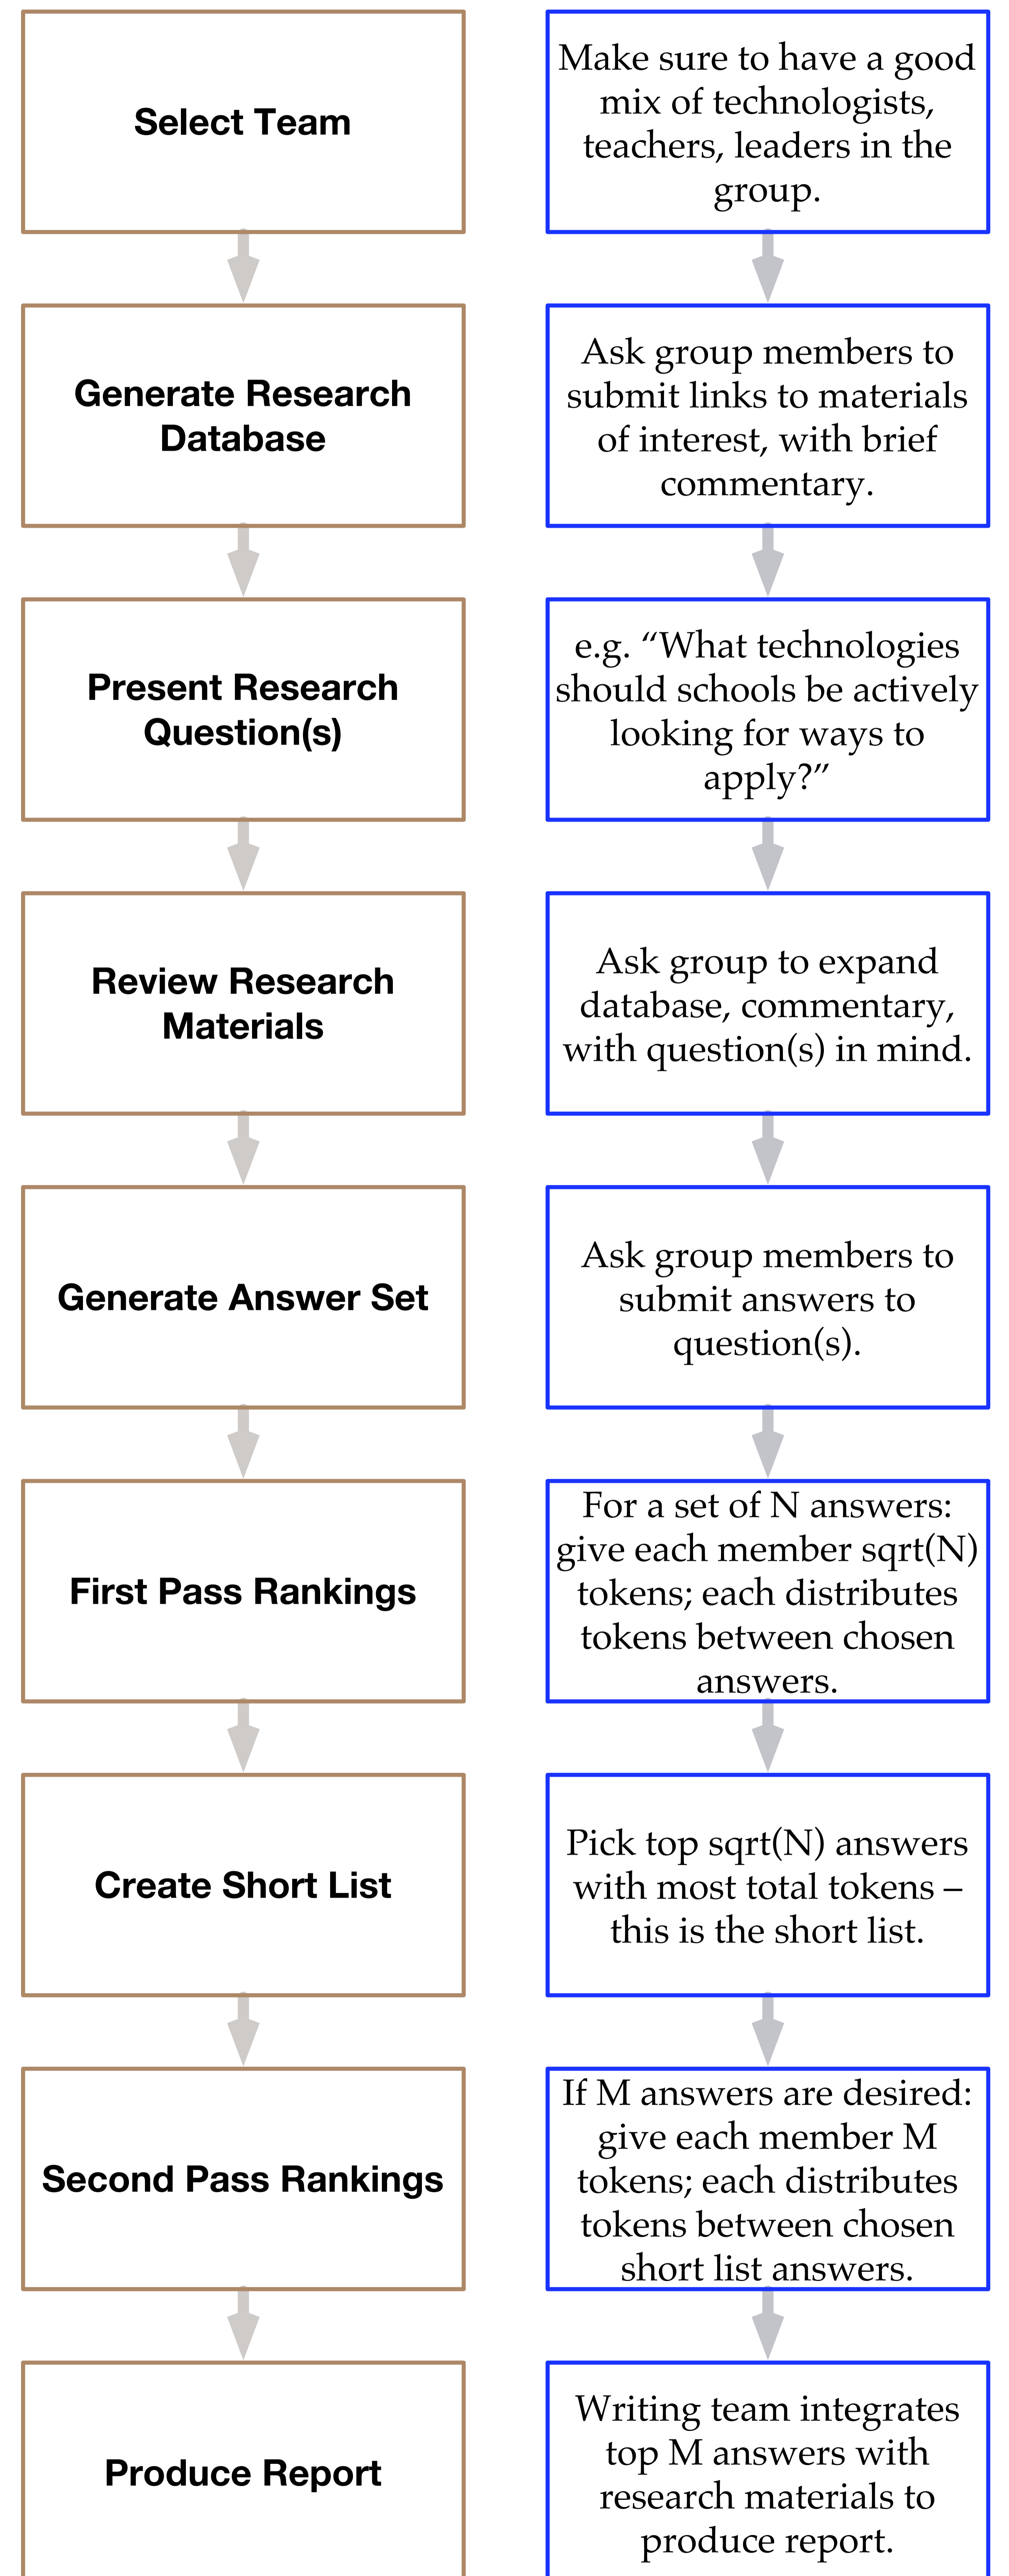 Select Team
Make sure to have a good
mix of technologists,
teachers, leaders in the
group.
Generate Research
Database
Ask group members to
submit links to materials
of interest, with brief
commentary.
Present Research
Question(s)
e.g. “What technologies
should schools be actively
looking for ways to
apply?”
Review Research
Materials
Ask group to expand
database, commentary,
with question(s) in mind.
Generate Answer Set
Ask group members to
submit answers to
question(s).
First Pass Rankings
For a set of N answers:
give each member sqrt(N)
tokens; each distributes
tokens between chosen
answers.
Create Short List
Pick top sqrt(N) answers
with most total tokens –
this is the short list.
Second Pass Rankings
If M answers are desired:
give each member M
tokens; each distributes
tokens between chosen
short list answers.
Produce Report
Writing team integrates
top M answers with
research materials to
produce report.